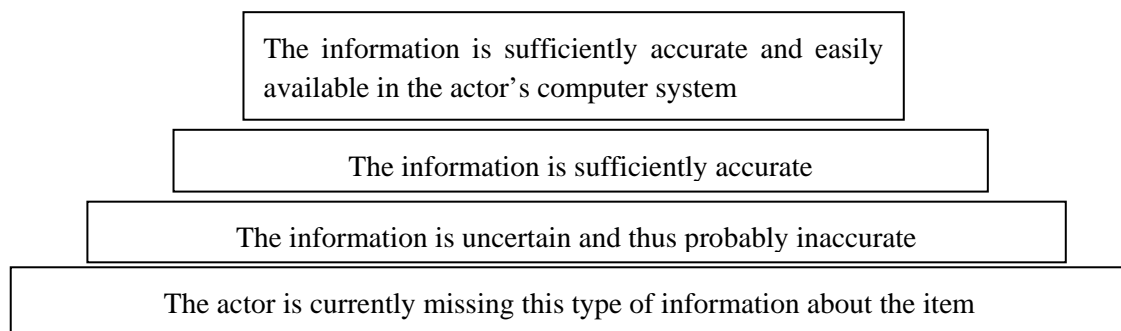 The information is sufficiently accurate and easily
available in the actor’s computer system
The information is sufficiently accurate
The information is uncertain and thus probably inaccurate
The actor is currently missing this type of information about the item